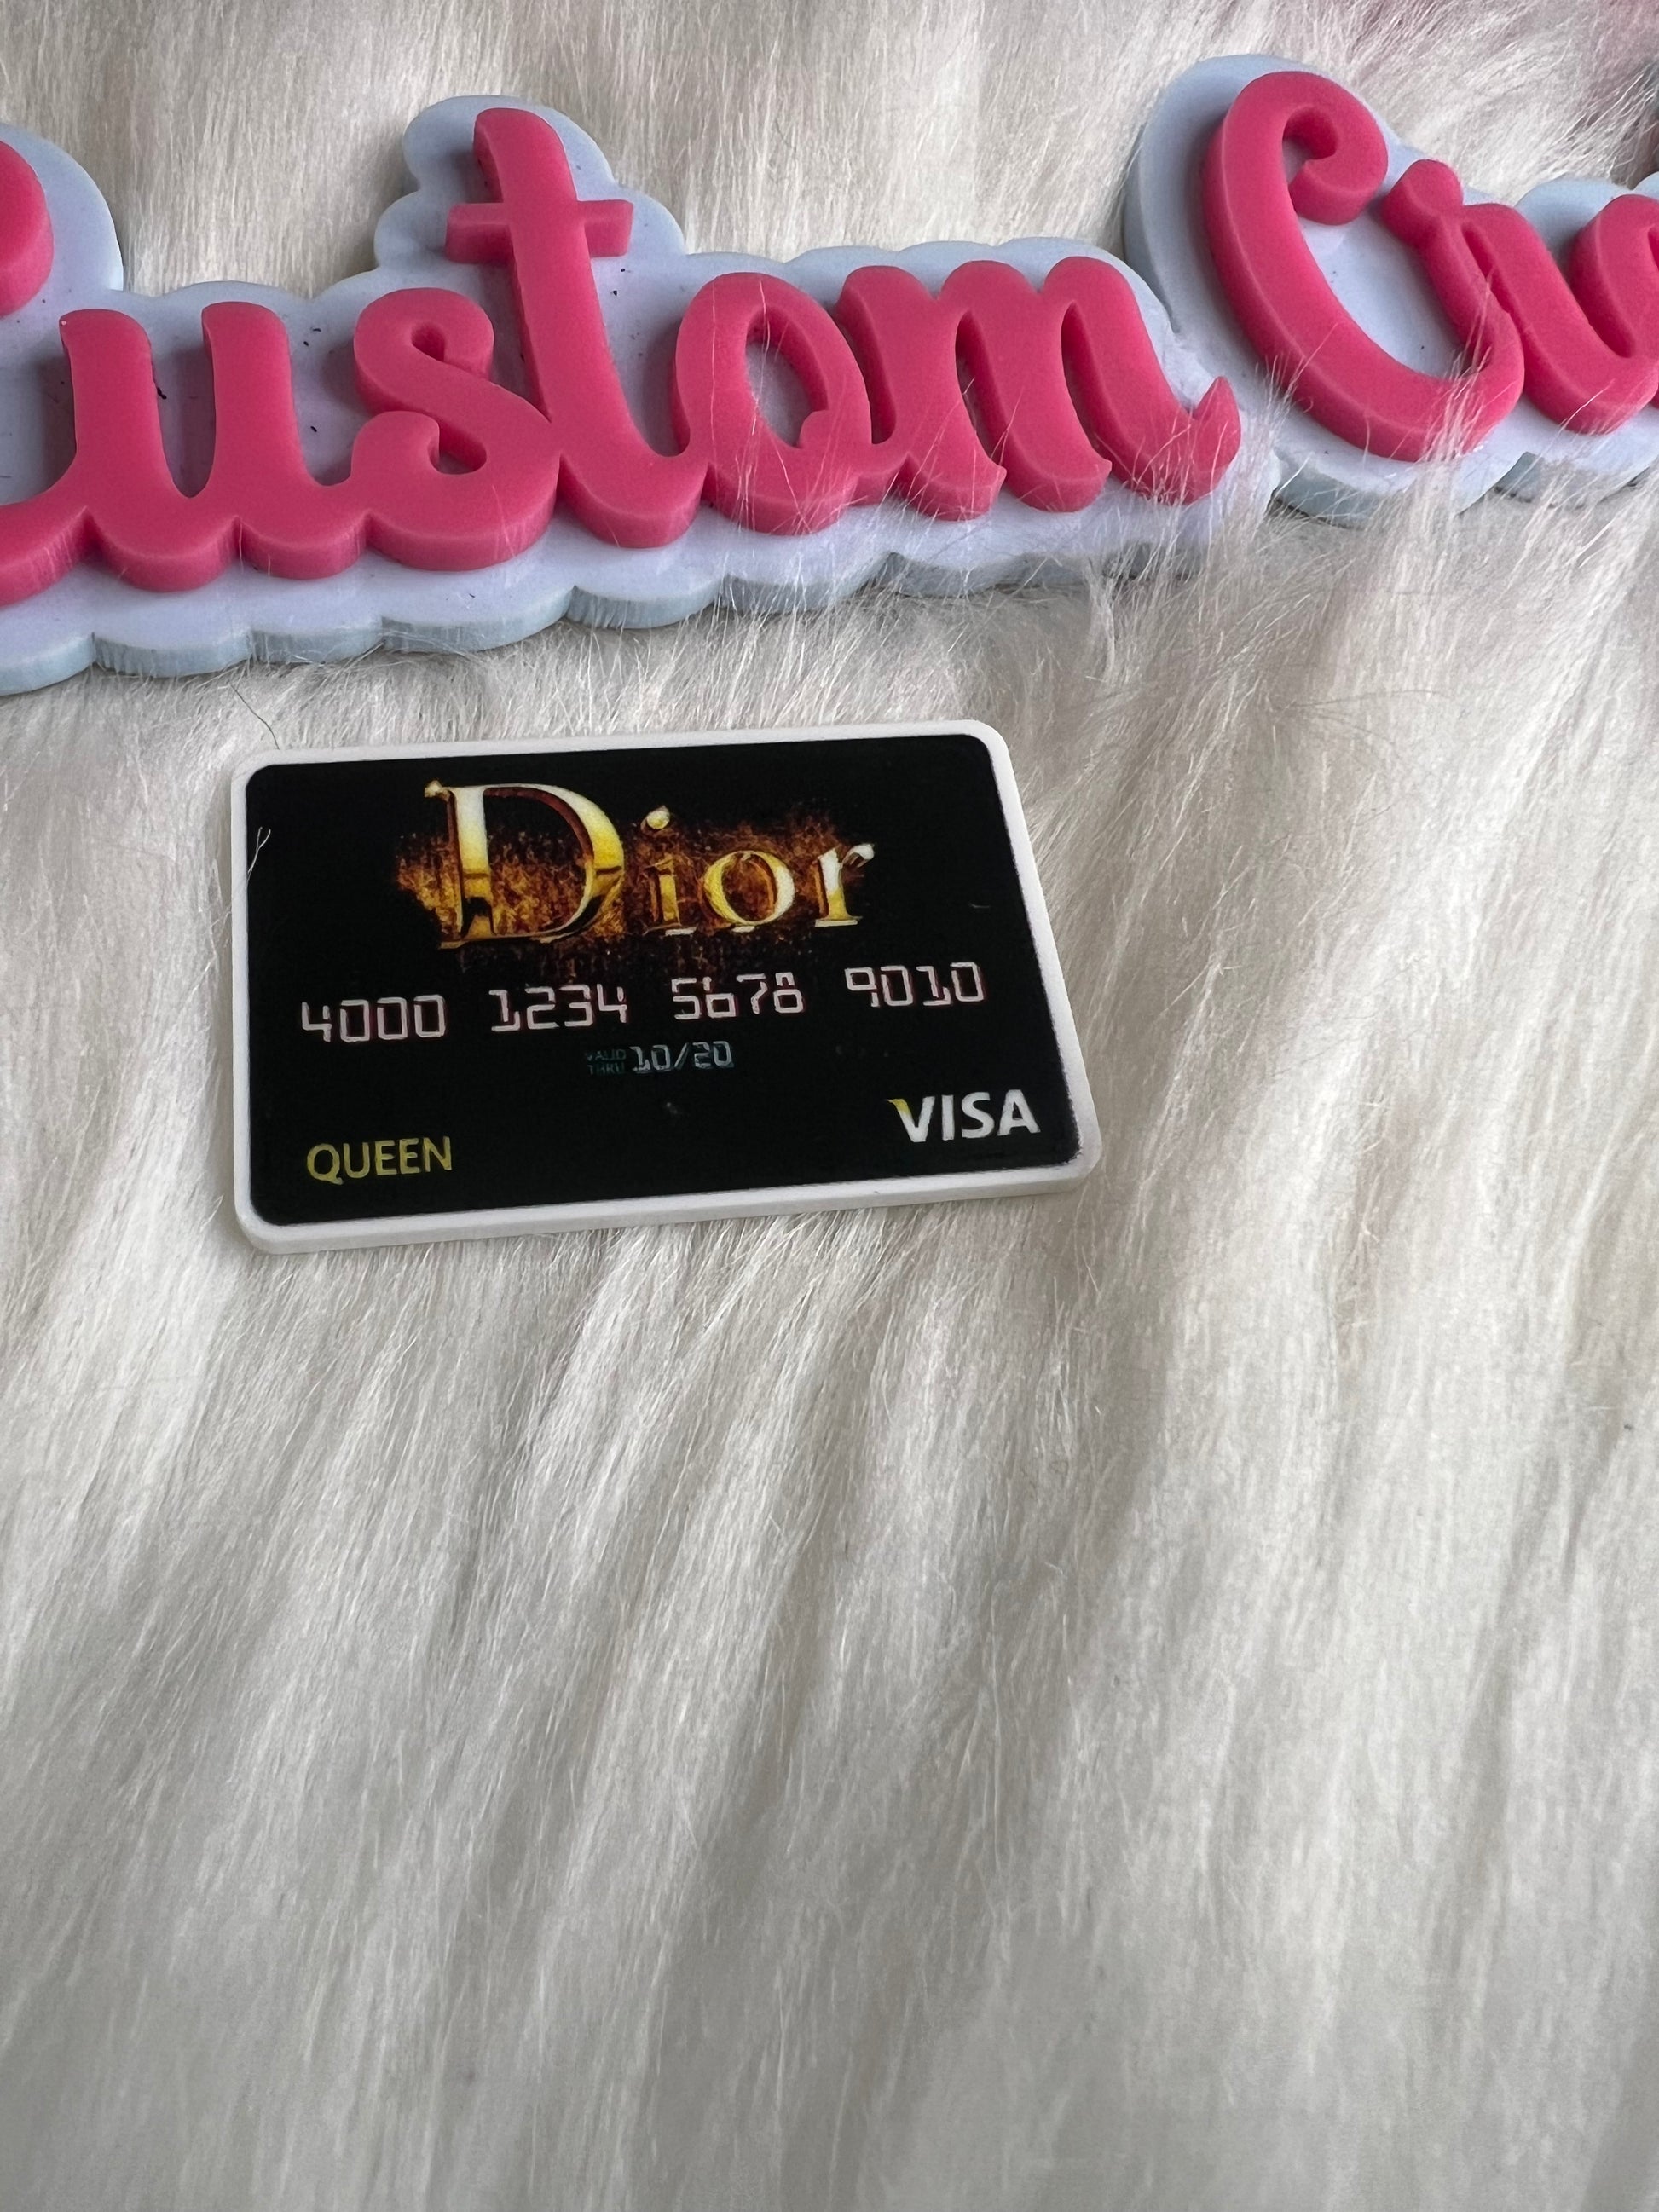 Custom
Dior
4000 1234 5678 9010
VALID
THRU 10/20
VISA
QUEEN